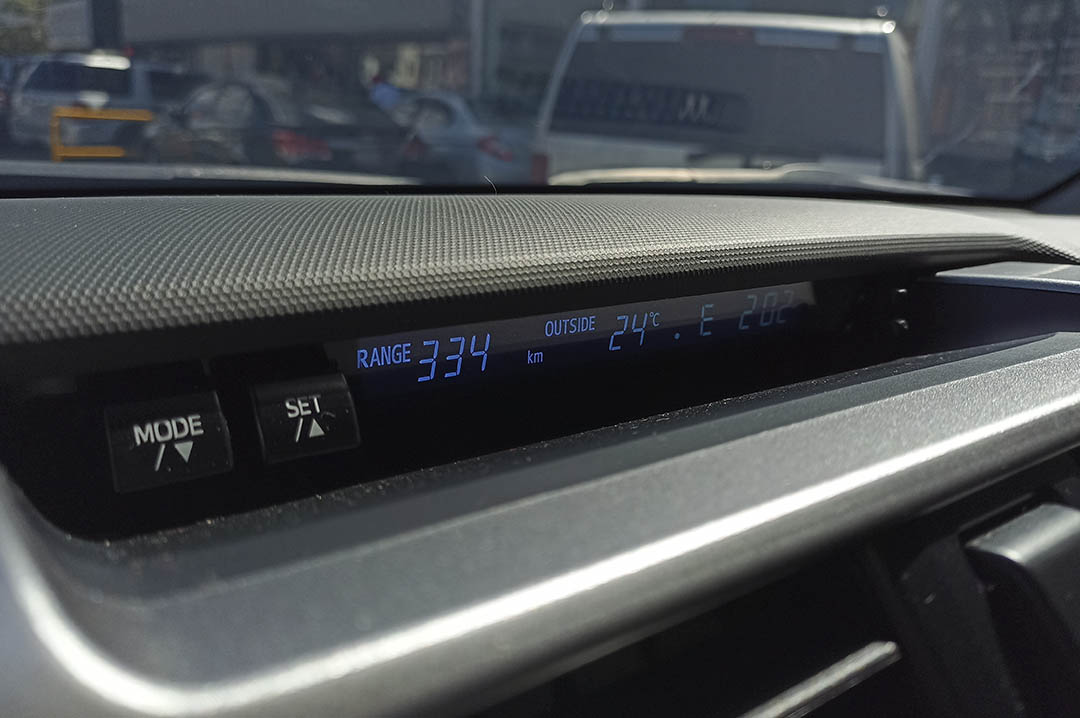 RANGE 334 km OUTSIDE 24°C . E 202
MODE
/▼
SET
/▲